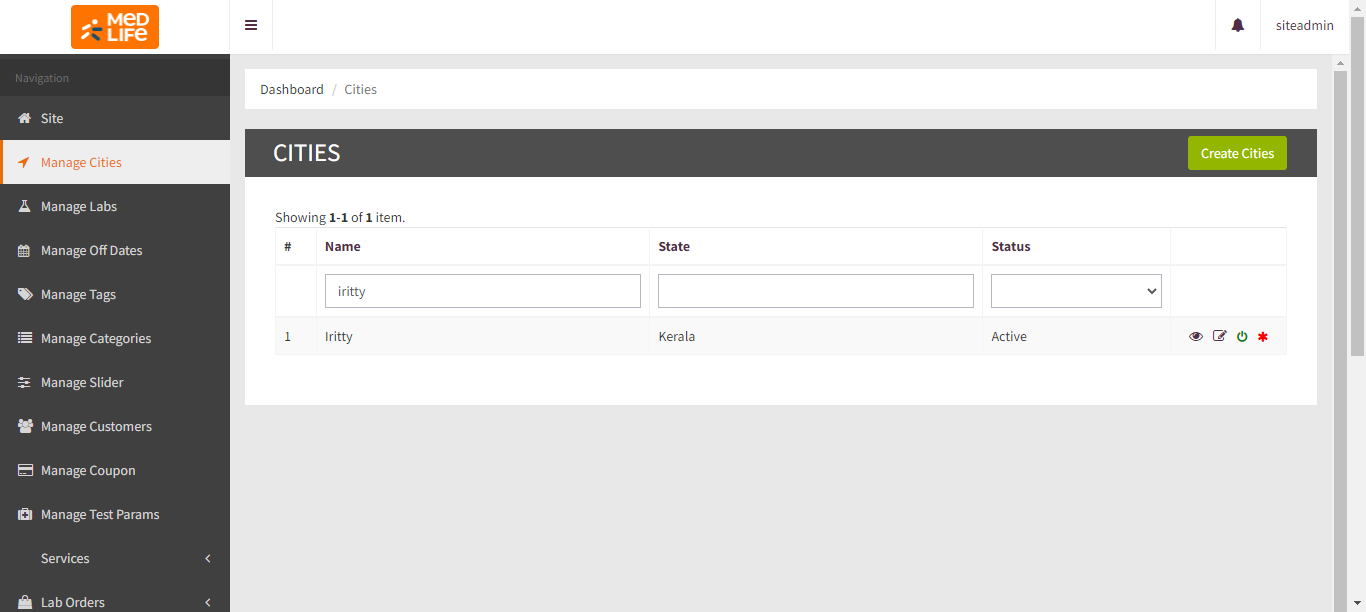 MED LIFE
siteadmin
Navigation
Site
Manage Cities
Manage Labs
Manage Off Dates
Manage Tags
Manage Categories
Manage Slider
Manage Customers
Manage Coupon
Manage Test Params
Services
Lab Orders
Dashboard / Cities
CITIES
Create Cities
Showing 1-1 of 1 item.
# Name State Status
iritty
1 Iritty Kerala Active